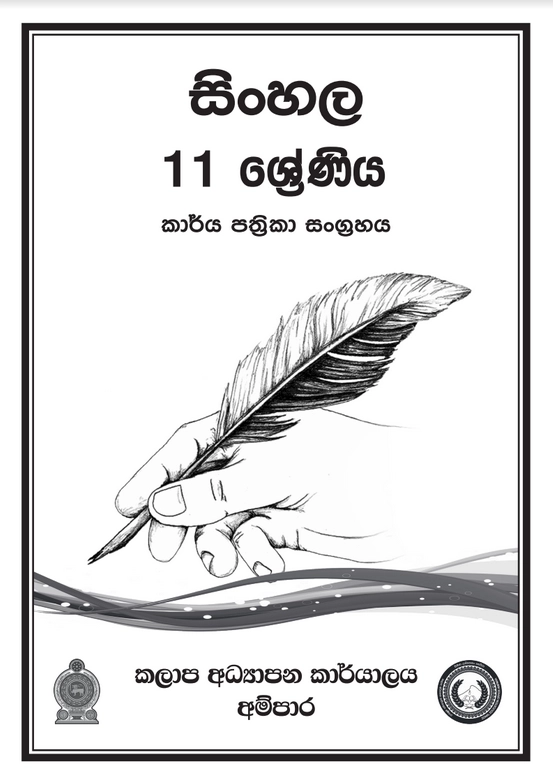 සිංහල
11 ශ්‍රේණිය
කාර්ය පත්‍රිකා සංග්‍රහය
කලාප අධ්‍යාපන කාර්යාලය
අම්පාර